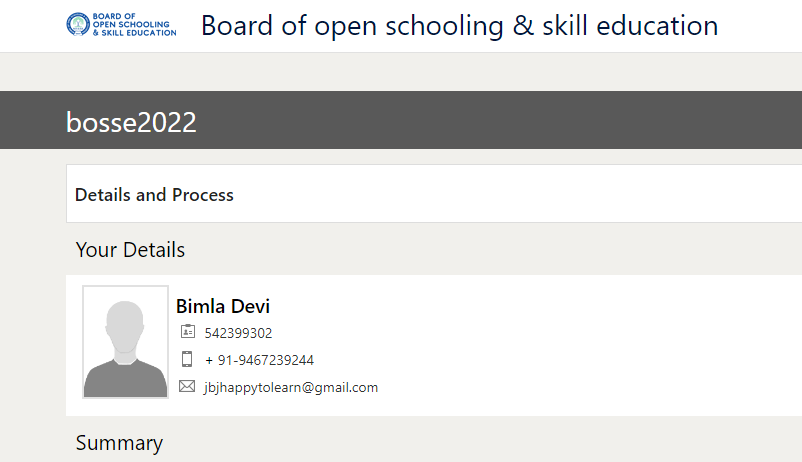 BOARD OF
OPEN SCHOOLING
& SKILL EDUCATION
Board of open schooling & skill education
bosse2022
Details and Process
Your Details
Bimla Devi
542399302
+ 91-9467239244
jbjhappytolearn@gmail.com
Summary